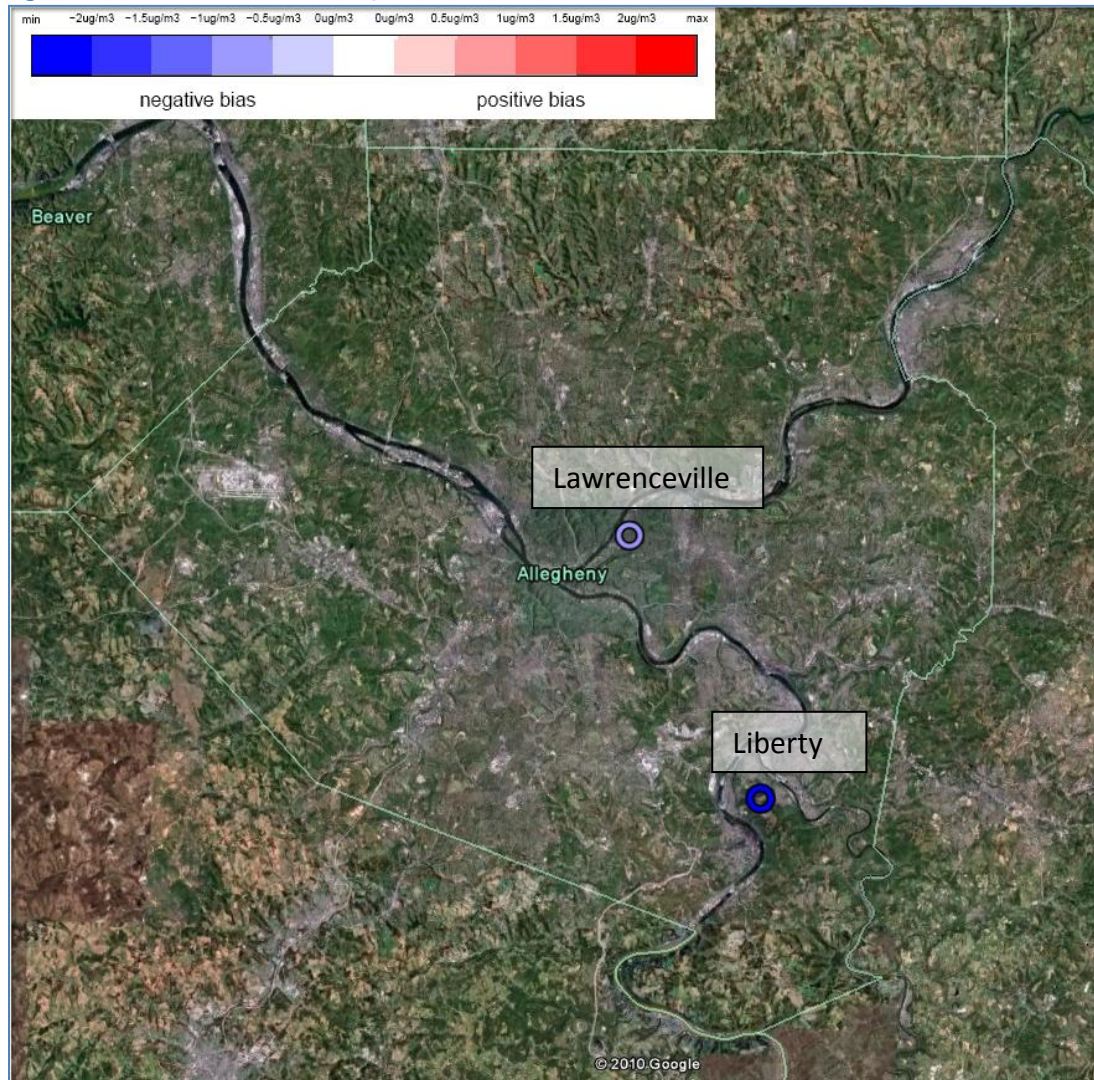 min −2ug/m3 −1.5ug/m3 −1ug/m3 −0.5ug/m3 0ug/m3 0ug/m3 0.5ug/m3 1ug/m3 1.5ug/m3 2ug/m3 max
negative bias positive bias
Beaver
Lawrenceville
Allegheny
Liberty
© 2010 Google